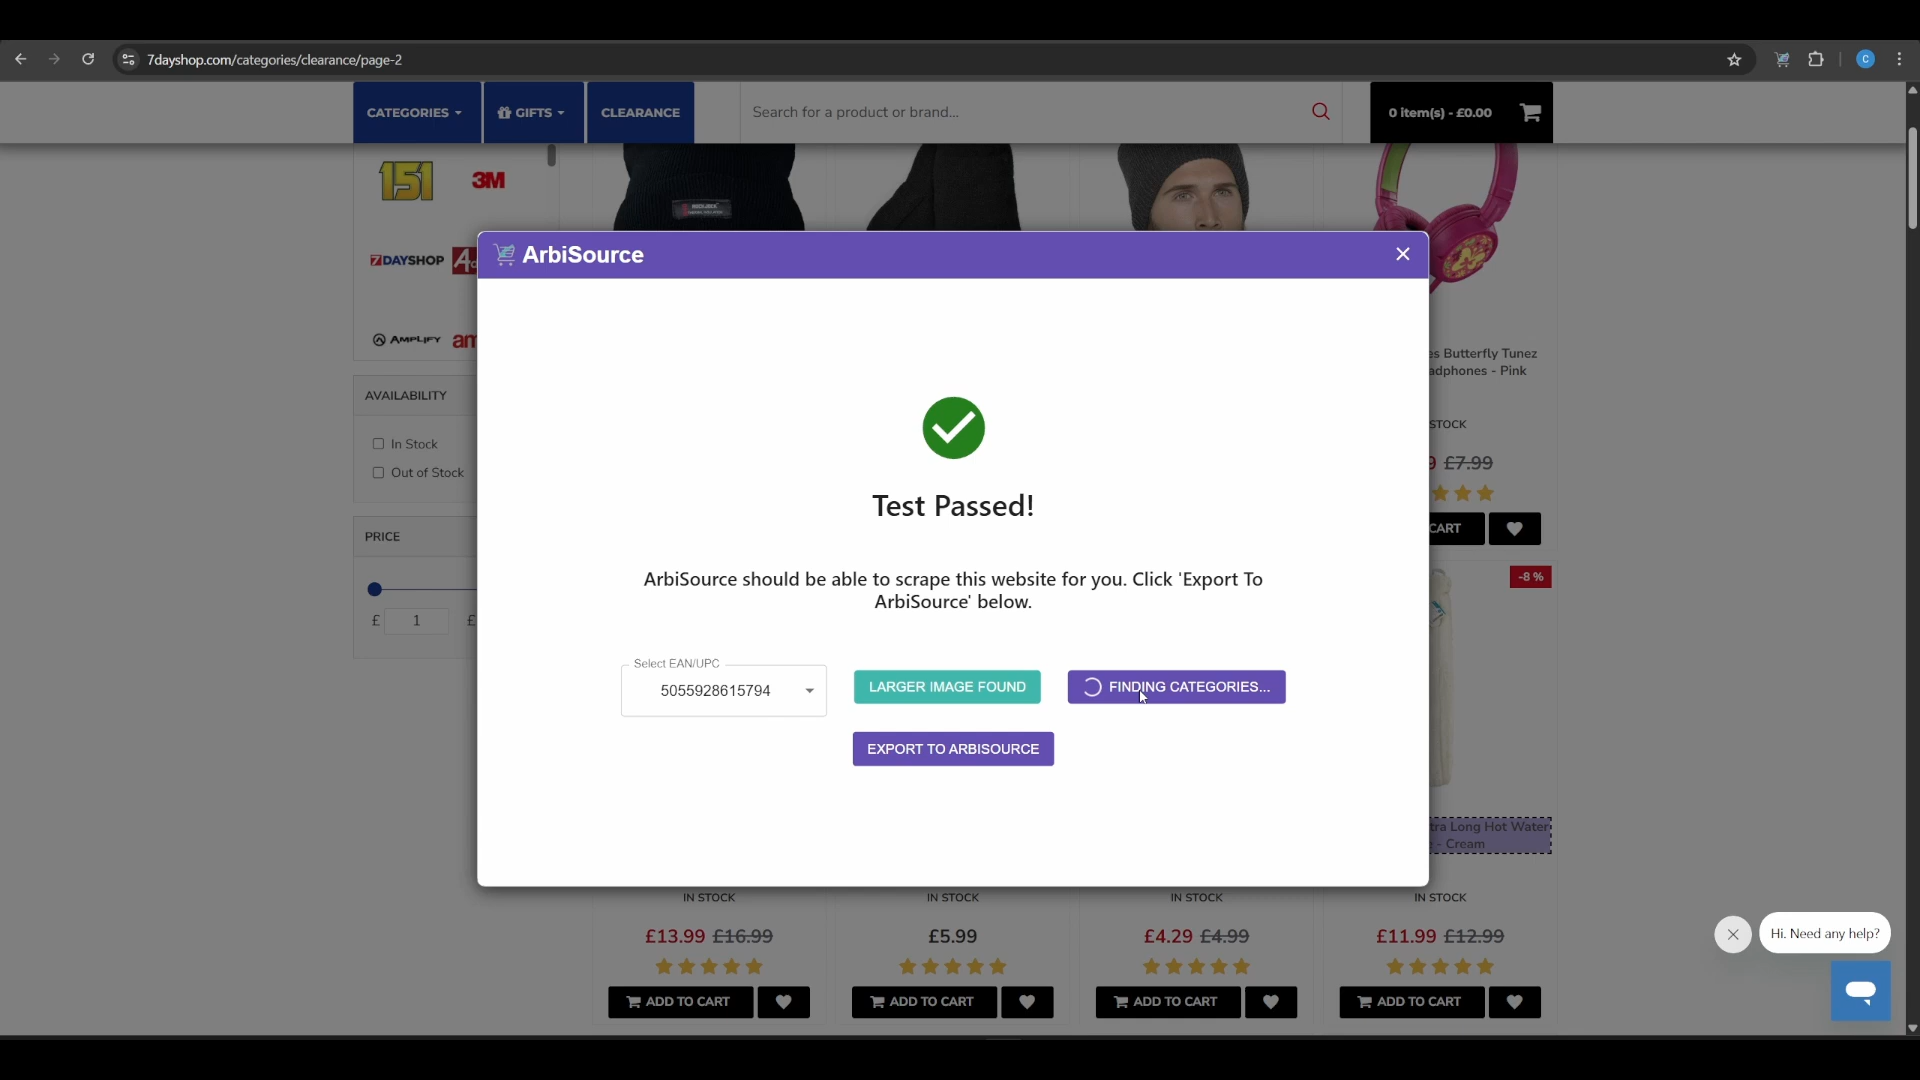 7dayshop.com/categories/clearance/page-2
C
CATEGORIES
GIFTS
CLEARANCE
Search for a product or brand...
0 item(s) - £0.00
151
3M
7DAYSHOP
AMPLIFY
ArbiSource
es Butterfly Tunez
adphones - Pink
AVAILABILITY
In Stock
Out of Stock
STOCK
9 £7.99
CART
PRICE
£ 1 £
Test Passed!
ArbiSource should be able to scrape this website for you. Click 'Export To
ArbiSource' below.
Select EAN/UPC
5055928615794
LARGER IMAGE FOUND
FINDING CATEGORIES...
EXPORT TO ARBISOURCE
-8 %
tra Long Hot Water
e - Cream
IN STOCK
IN STOCK
IN STOCK
IN STOCK
£13.99 £16.99
£5.99
£4.29 £4.99
£11.99 £12.99
ADD TO CART
ADD TO CART
ADD TO CART
ADD TO CART
Hi. Need any help?